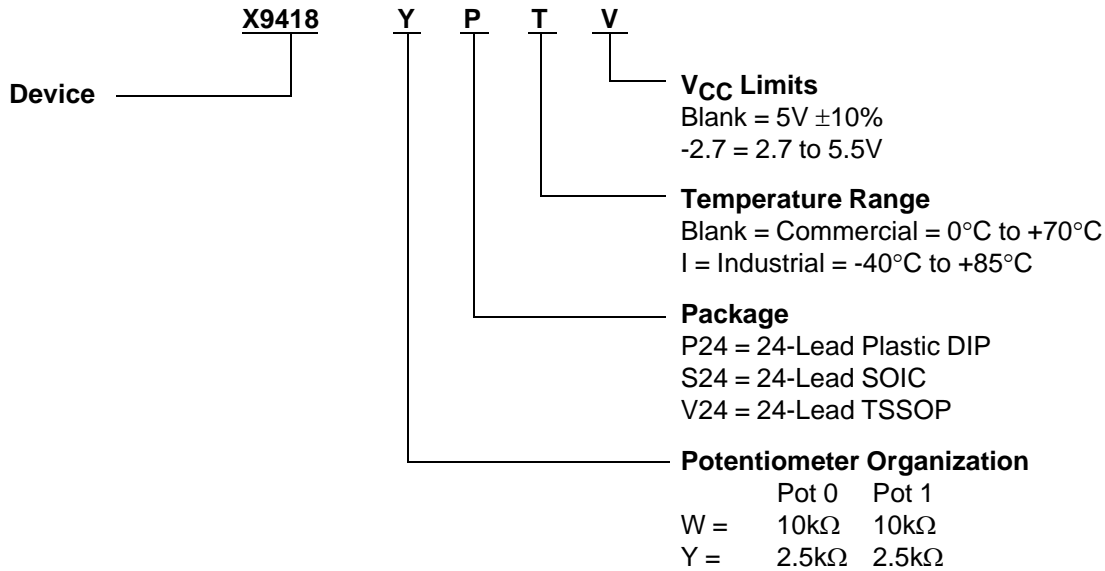 X9418 Y P T V
Device
VCC Limits
Blank = 5V ±10%
-2.7 = 2.7 to 5.5V
Temperature Range
Blank = Commercial = 0°C to +70°C
I = Industrial = -40°C to +85°C
Package
P24 = 24-Lead Plastic DIP
S24 = 24-Lead SOIC
V24 = 24-Lead TSSOP
Potentiometer Organization
Pot 0 Pot 1
W = 10kΩ 10kΩ
Y = 2.5kΩ 2.5kΩ